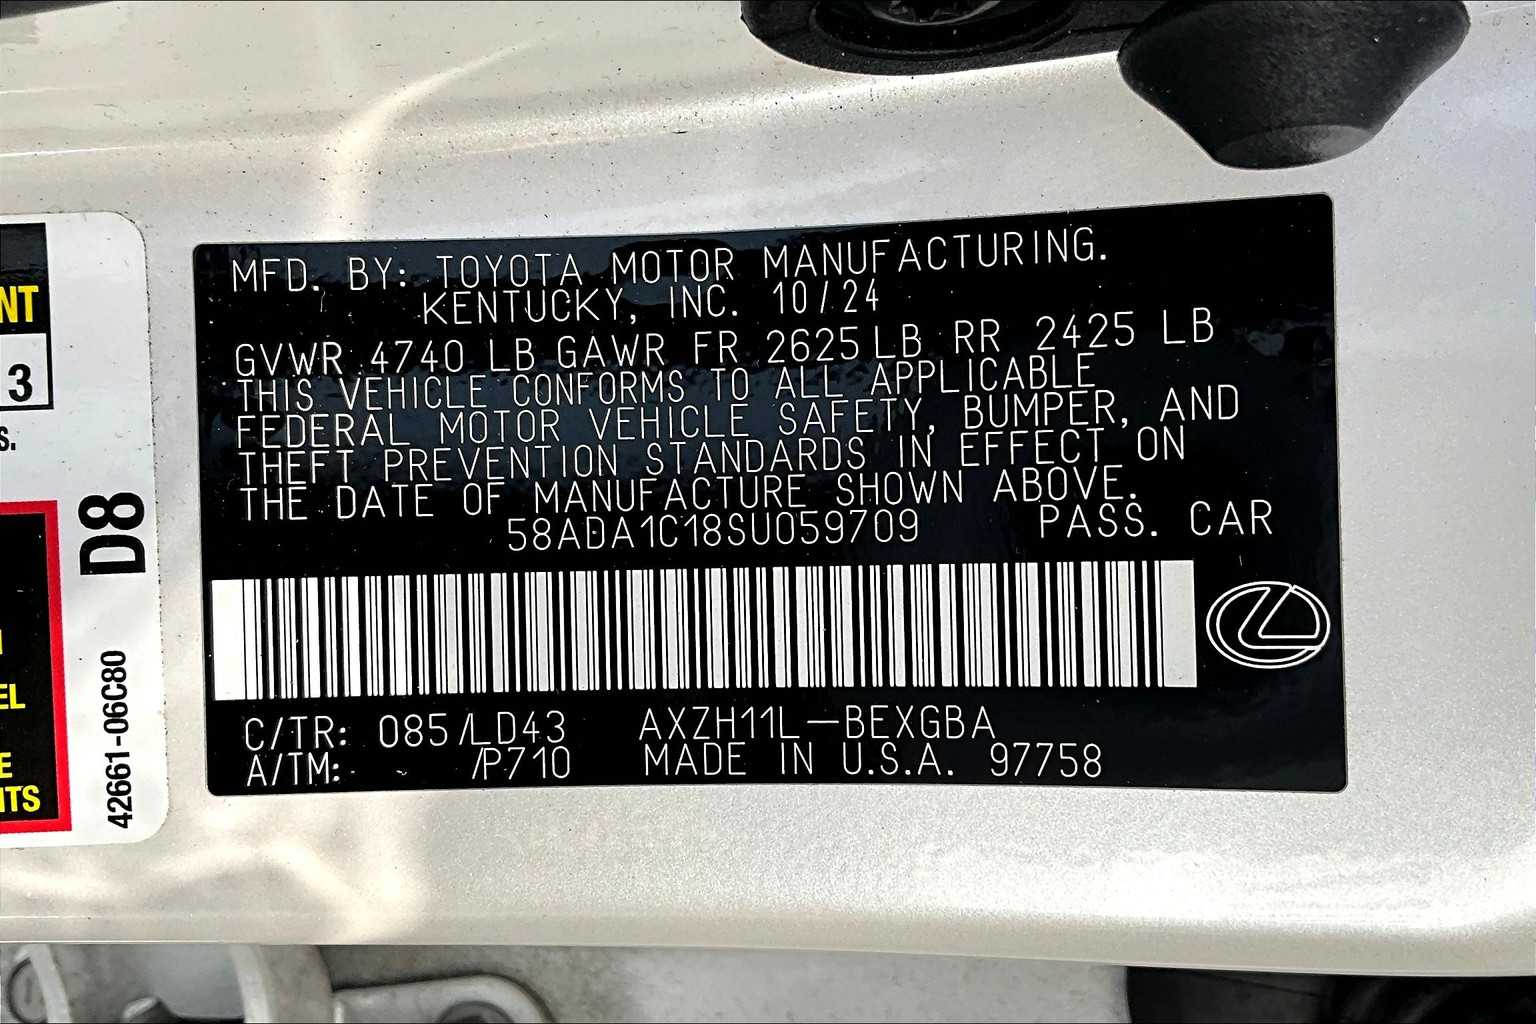 NT
3
S.
D8
EL
E
ITS
42661-06C80
MFD. BY: TOYOTA MOTOR MANUFACTURING.
KENTUCKY, INC. 10/24
GVWR 4740 LB GAWR FR 2625 LB RR 2425 LB
THIS VEHICLE CONFORMS TO ALL APPLICABLE
FEDERAL MOTOR VEHICLE SAFETY, BUMPER, AND
THEFT PREVENTION STANDARDS IN EFFECT ON
THE DATE OF MANUFACTURE SHOWN ABOVE.
58ADA1C18SU059709 PASS. CAR
C/TR: 085/LD43 AXZH11L-BEXGBA
A/TM: /P710 MADE IN U.S.A. 97758